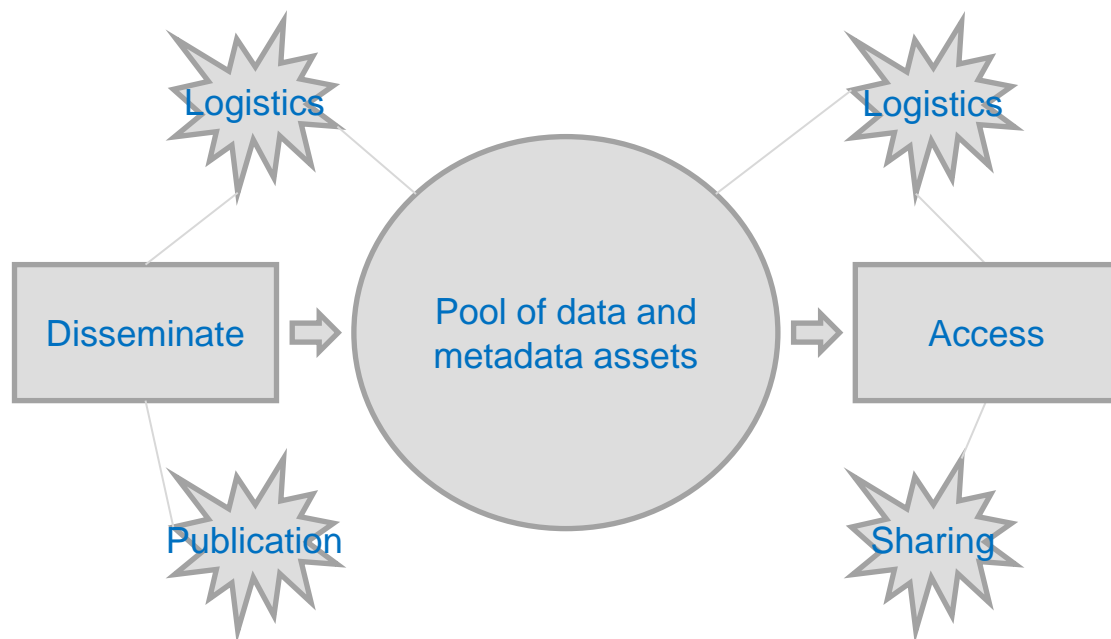 Logistics
Logistics
Disseminate
Pool of data and
metadata assets
Access
Publication
Sharing